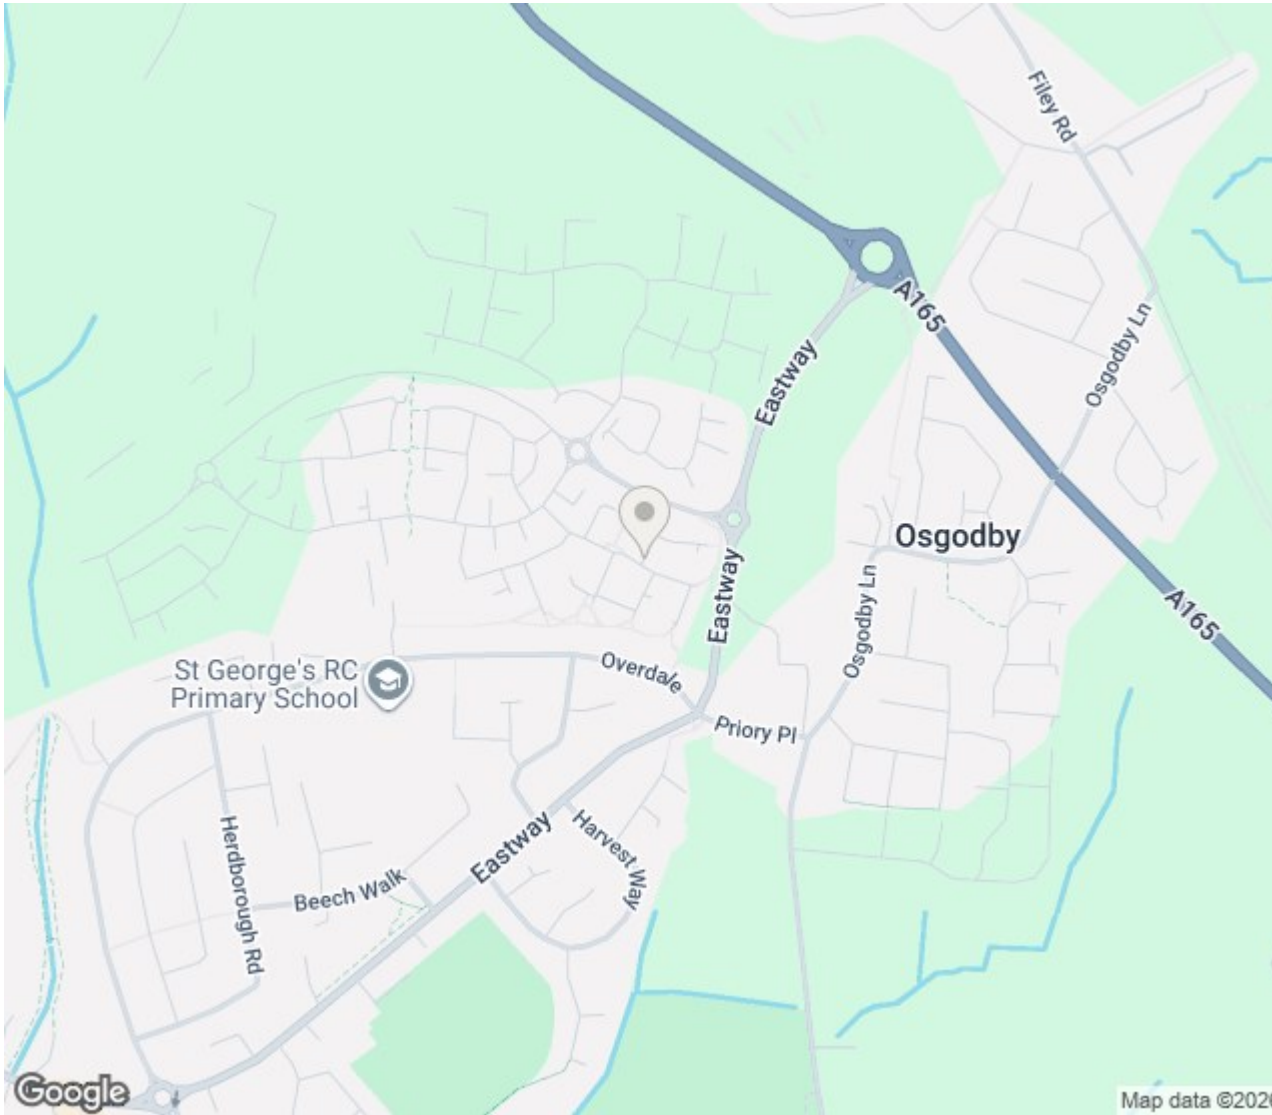 Filey Rd
A165
Osgodby Ln
Eastway
Osgodby
Eastway
Osgodby Ln
A165
St George's RC
Primary School
Overdale
Priory Pl
Herdborough Rd
Beech Walk
Eastway
Harvest Way
Google
Map data ©2026